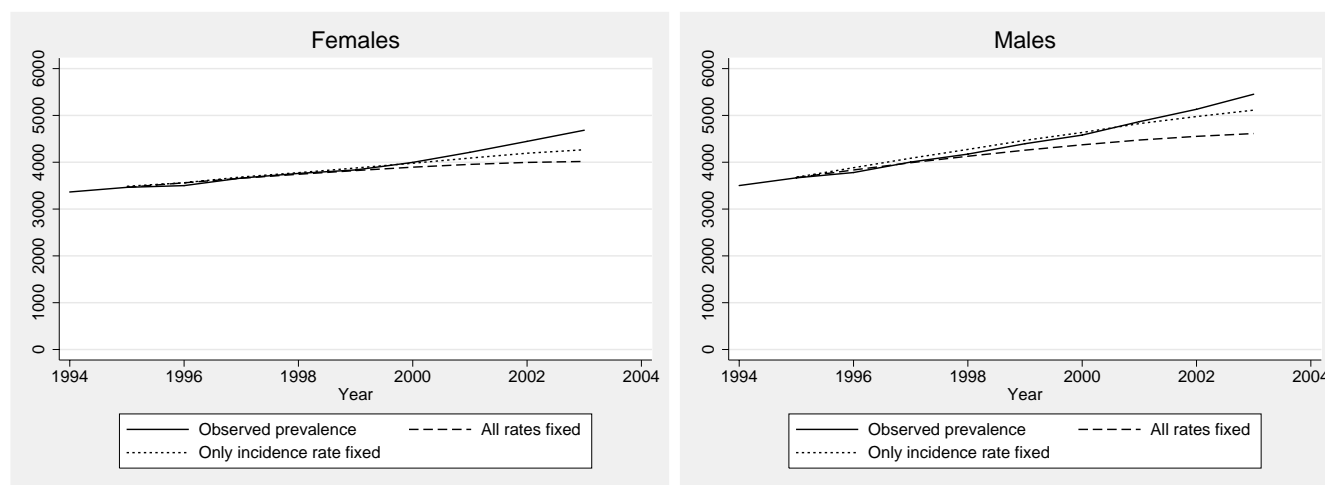 Females
6000
5000
4000
3000
2000
1000
0
1994 1996 1998 2000 2002 2004
Year
Observed prevalence All rates fixed
Only incidence rate fixed
Males
6000
5000
4000
3000
2000
1000
0
1994 1996 1998 2000 2002 2004
Year
Observed prevalence All rates fixed
Only incidence rate fixed